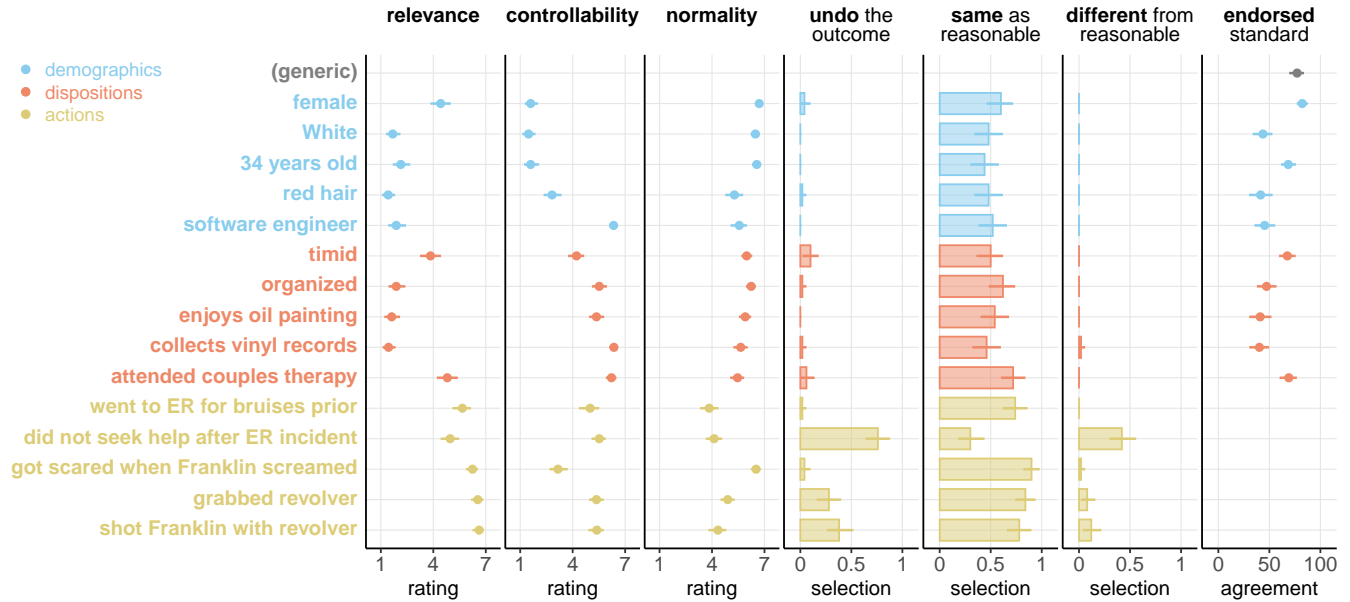 relevance controllability normality undo the same as different from endorsed
outcome reasonable reasonable standard
demographics
dispositions
actions
(generic)
female
White
34 years old
red hair
software engineer
timid
organized
enjoys oil painting
collects vinyl records
attended couples therapy
went to ER for bruises prior
did not seek help after ER incident
got scared when Franklin screamed
grabbed revolver
shot Franklin with revolver
1 4 7 1 4 7 1 4 7 0 0.5 1 0 0.5 1 0 0.5 1 0 50 100
rating rating rating selection selection selection agreement